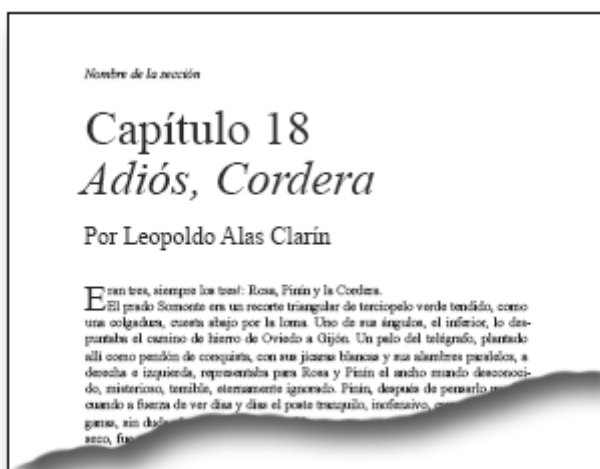 Nombre de la sección
Capítulo 18
Adiós, Cordera
Por Leopoldo Alas Clarín
Eran tres, siempre los tres!: Rosa, Pinín y la Cordera.
El prado Somonte era un recorte triangular de terciopelo verde tendido, como
una colgadura, cuesta abajo por la loma. Uno de sus ángulos, el inferior, lo des-
puntaba el camino de hierro de Oviedo a Gijón. Un palo del telégrafo, plantado
allí como pendón de conquista, con sus jícaras blancas y sus alambres paralelos, a
derecha e izquierda, representaba para Rosa y Pinín el ancho mundo desconoci-
do, misterioso, temible, eternamente ignorado. Pinín, después de pensarlo
cuando a fuerza de ver días y días el poste tranquilo, inofensivo,
ganas, sin duda
seco, fue